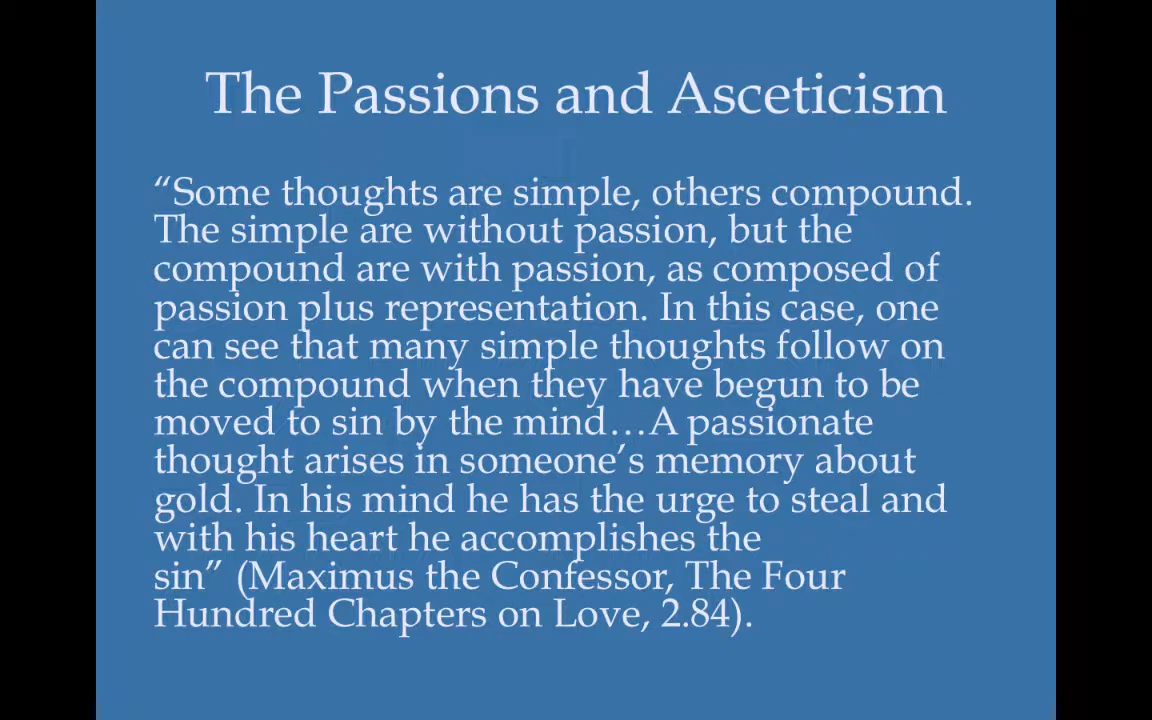 The Passions and Asceticism
“Some thoughts are simple, others compound.
The simple are without passion, but the
compound are with passion, as composed of
passion plus representation. In this case, one
can see that many simple thoughts follow on
the compound when they have begun to be
moved to sin by the mind…A passionate
thought arises in someone’s memory about
gold. In his mind he has the urge to steal and
with his heart he accomplishes the
sin” (Maximus the Confessor, The Four
Hundred Chapters on Love, 2.84).